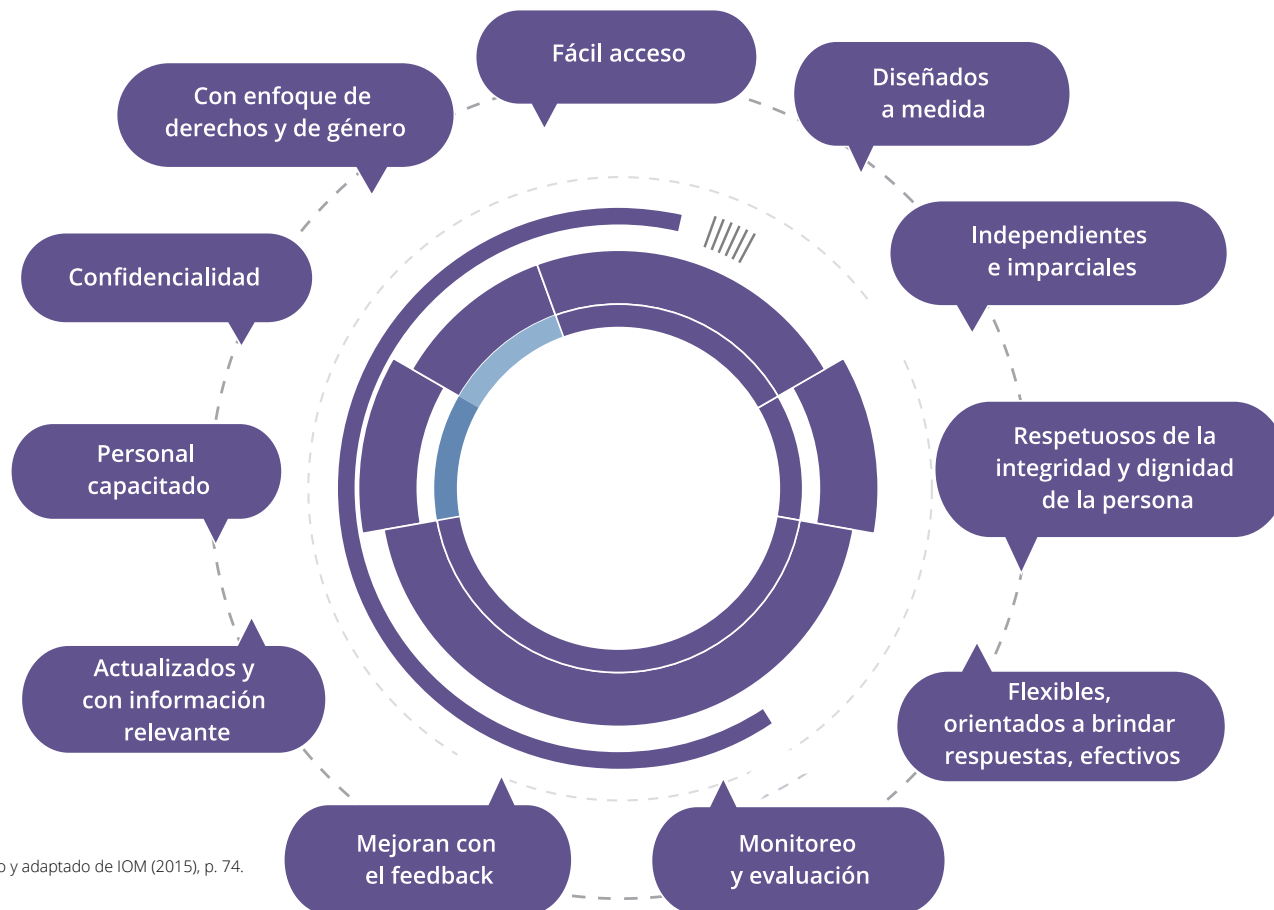 Fácil acceso
Diseñados
a medida
Independientes
e imparciales
Respetuosos de la
integridad y dignidad
de la persona
Flexibles,
orientados a brindar
respuestas, efectivos
Monitoreo
y evaluación
Mejoran con
el feedback
Actualizados y
con información
relevante
Personal
capacitado
Confidencialidad
Con enfoque de
derechos y de género
y adaptado de IOM (2015), p. 74.